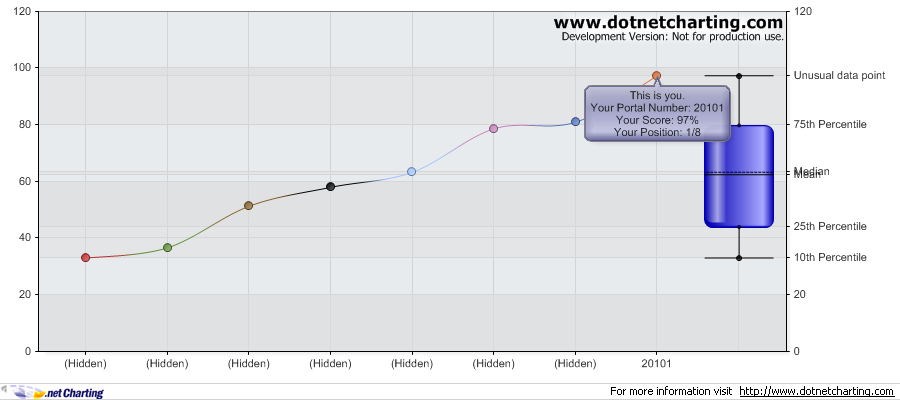 www.dotnetcharting.com
Development Version: Not for production use.
120
100
80
60
40
20
0
This is you.
Your Portal Number: 20101
Your Score: 97%
Your Position: 1/8
120
Unusual data point
75th Percentile
Median
Mean
25th Percentile
10th Percentile
20
0
(Hidden) (Hidden) (Hidden) (Hidden) (Hidden) (Hidden) (Hidden) 20101
.net Charting
For more information visit http://www.dotnetcharting.com